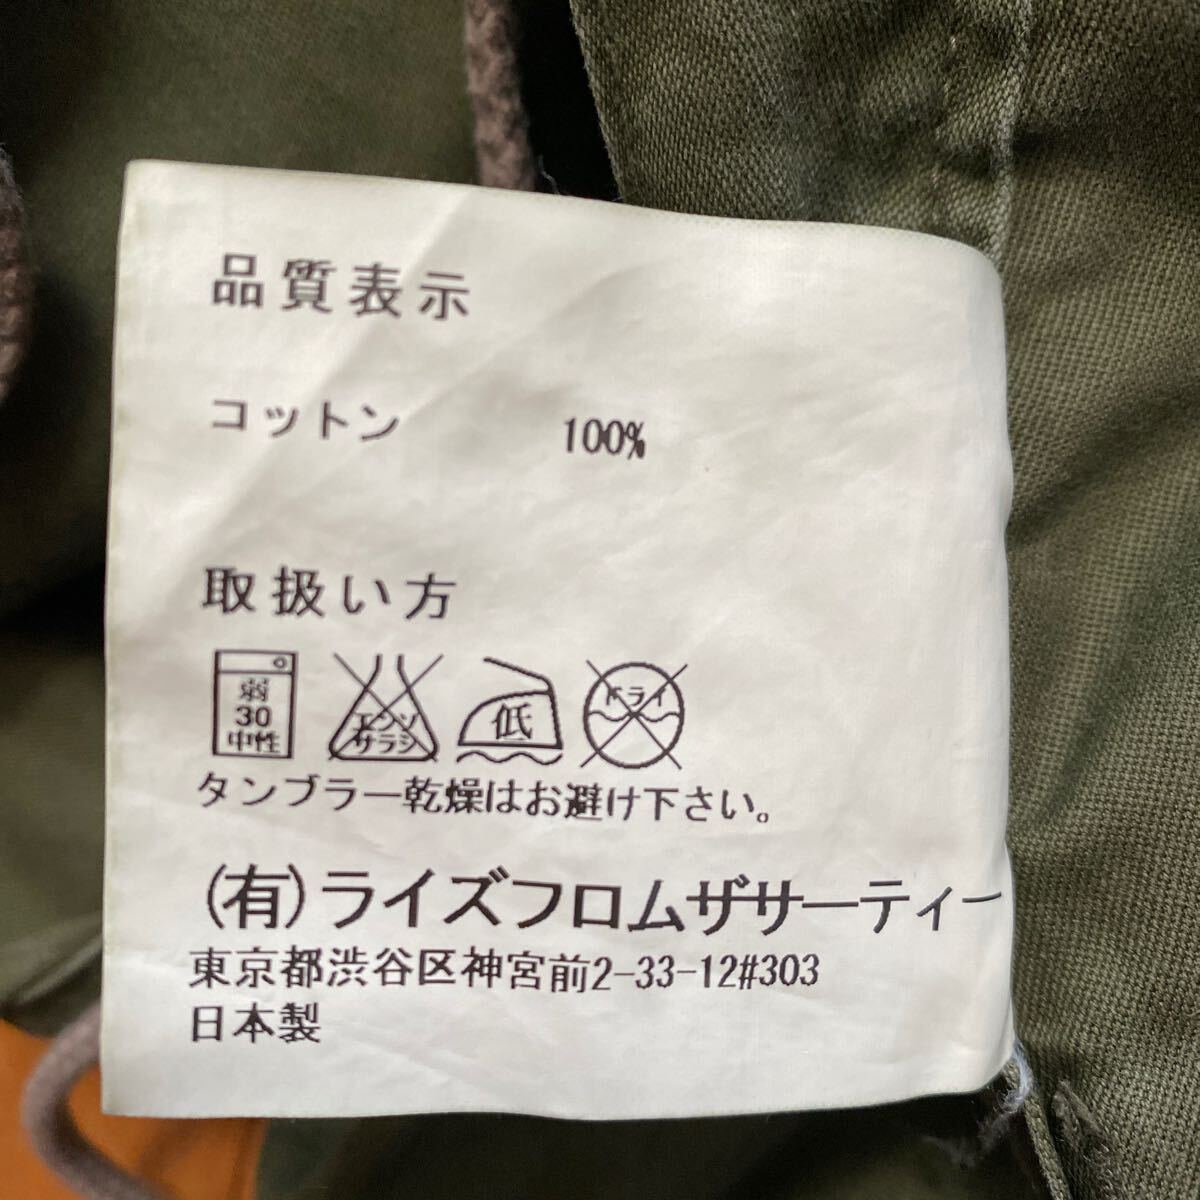 品質表示
コットン 100%
取扱い方
弱
30
中性
エンソ
サラシ
低
ドライ
タンブラー乾燥はお避け下さい。
(有)ライズフロムザサーティー
東京都渋谷区神宮前2-33-12#303
日本製